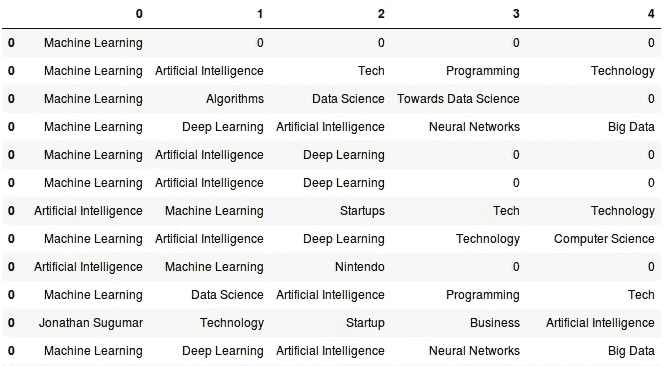 0 1 2 3 4
0 Machine Learning 0 0 0 0
0 Machine Learning Artificial Intelligence Tech Programming Technology
0 Machine Learning Algorithms Data Science Towards Data Science 0
0 Machine Learning Deep Learning Artificial Intelligence Neural Networks Big Data
0 Machine Learning Artificial Intelligence Deep Learning 0 0
0 Machine Learning Artificial Intelligence Deep Learning 0 0
0 Artificial Intelligence Machine Learning Startups Tech Technology
0 Machine Learning Artificial Intelligence Deep Learning Technology Computer Science
0 Artificial Intelligence Machine Learning Nintendo 0 0
0 Machine Learning Data Science Artificial Intelligence Programming Tech
0 Jonathan Sugumar Technology Startup Business Artificial Intelligence
0 Machine Learning Deep Learning Artificial Intelligence Neural Networks Big Data